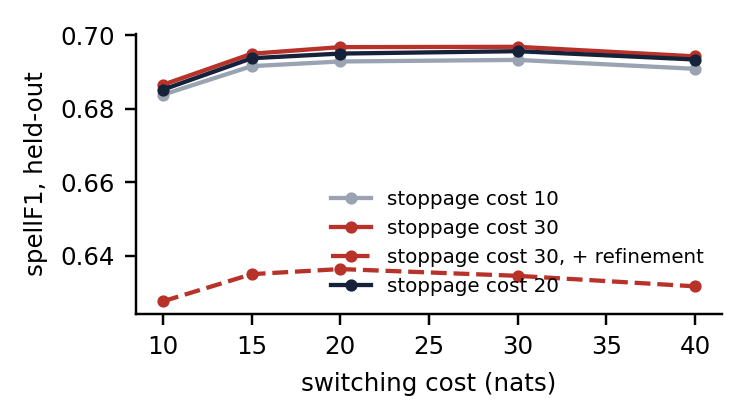 0.70
0.68
0.66
0.64
spellF1, held-out
stoppage cost 10
stoppage cost 30
stoppage cost 30, + refinement
stoppage cost 20
10 15 20 25 30 35 40
switching cost (nats)